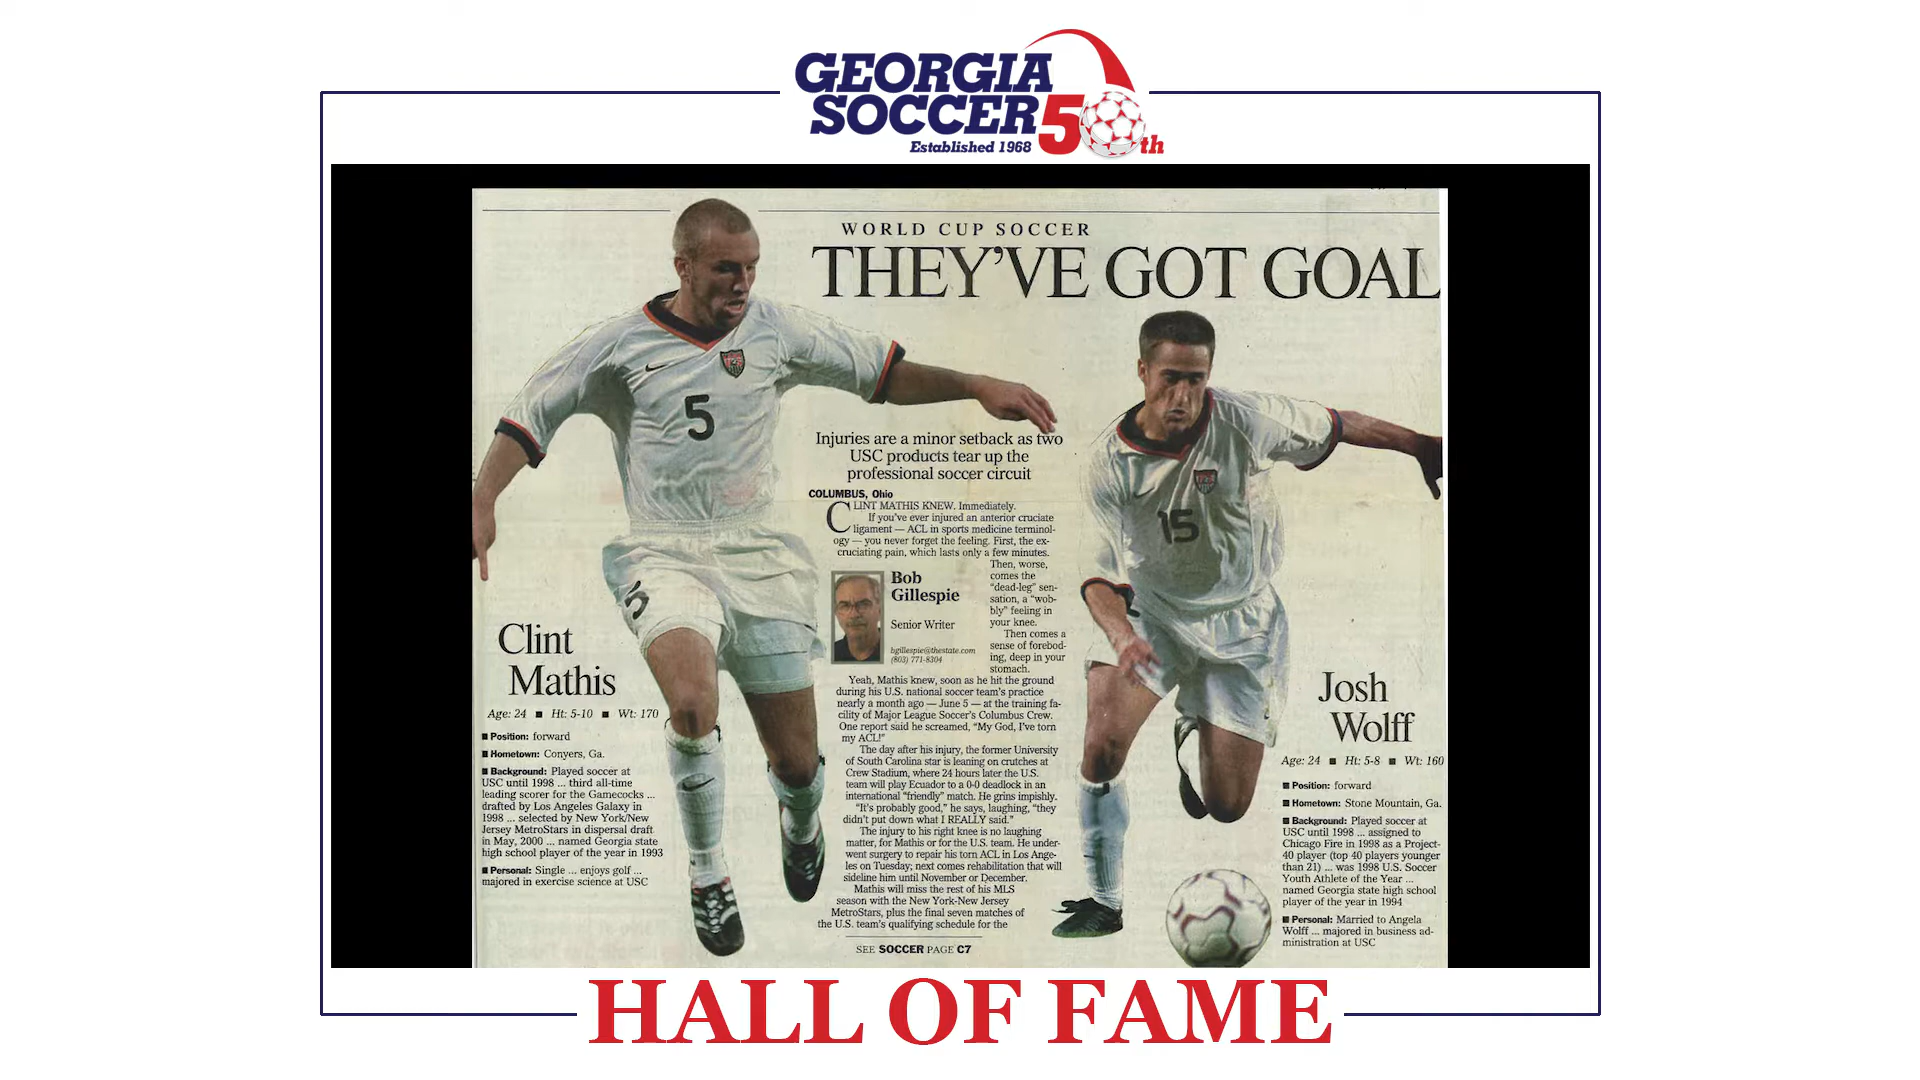 GEORGIA
SOCCER 50th
Established 1968
WORLD CUP SOCCER
THEY'VE GOT GOAL
5
15
5
Injuries are a minor setback as two
USC products tear up the
professional soccer circuit
COLUMBUS, Ohio
CLINT MATHIS KNEW. Immediately.
If you've ever injured an anterior cruciate
ligament — ACL in sports medicine terminol-
ogy — you never forget the feeling. First, the ex-
cruciating pain, which lasts only a few minutes.
Then, worse,
comes the
"dead-leg" sen-
sation, a "wob-
bly" feeling in
your knee.
Then comes a
sense of forebod-
ing, deep in your
stomach.
Bob
Gillespie
Senior Writer
bgillespie@thestate.com
(803) 771-8304
Yeah, Mathis knew, soon as he hit the ground
during his U.S. national soccer team's practice
nearly a month ago — June 5 — at the training fa-
cility of Major League Soccer's Columbus Crew.
One report said he screamed, "My God, I've torn
my ACL!"
The day after his injury, the former University
of South Carolina star is leaning on crutches at
Crew Stadium, where 24 hours later the U.S.
team will play Ecuador to a 0-0 deadlock in an
international "friendly" match. He grins impishly.
"It's probably good," he says, laughing, "they
didn't put down what I REALLY said."
The injury to his right knee is no laughing
matter, for Mathis or for the U.S. team. He under-
went surgery to repair his torn ACL in Los Ange-
les on Tuesday; next comes rehabilitation that will
sideline him until November or December.
Mathis will miss the rest of his MLS
season with the New York-New Jersey
MetroStars, plus the final seven matches of
the U.S. team's qualifying schedule for the
SEE SOCCER PAGE C7
Clint
Mathis
Age: 24 ■ Ht: 5-10 ■ Wt: 170
■ Position: forward
■ Hometown: Conyers, Ga.
■ Background: Played soccer at
USC until 1998 ... third all-time
leading scorer for the Gamecocks ...
drafted by Los Angeles Galaxy in
1998 ... selected by New York/New
Jersey MetroStars in dispersal draft
in May, 2000 ... named Georgia state
high school player of the year in 1993
■ Personal: Single ... enjoys golf ...
majored in exercise science at USC
Josh
Wolff
Age: 24 ■ Ht: 5-8 ■ Wt: 160
■ Position: forward
■ Hometown: Stone Mountain, Ga.
■ Background: Played soccer at
USC until 1998 ... assigned to
Chicago Fire in 1998 as a Project-
40 player (top 40 players younger
than 21) ... was 1998 U.S. Soccer
Youth Athlete of the Year ...
named Georgia state high school
player of the year in 1994
■ Personal: Married to Angela
Wolff ... majored in business ad-
ministration at USC
HALL OF FAME